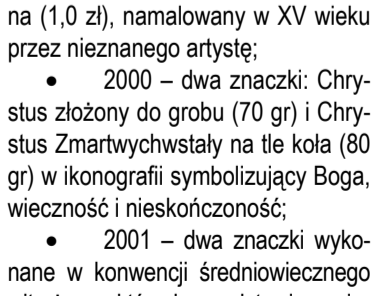 na (1,0 zł), namalowany w XV wieku
przez nieznanego artystę;
• 2000 – dwa znaczki: Chry-
stus złożony do grobu (70 gr) i Chry-
stus Zmartwychwstały na tle koła (80
gr) w ikonografii symbolizujący Boga,
wieczność i nieskończoność;
• 2001 – dwa znaczki wyko-
nane w konwencji średniowiecznego